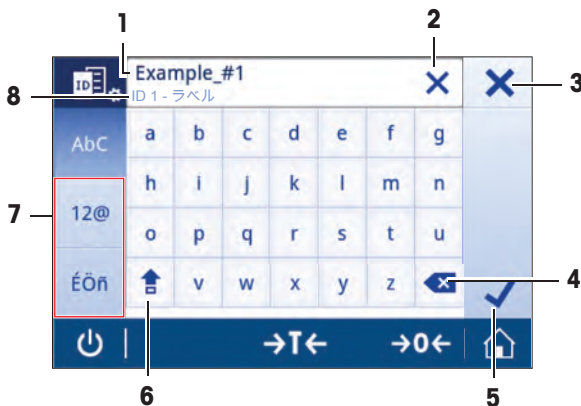 1
2
3
4
5
6
7
8
ID
Example_#1
ID 1 - ラベル
AbC
12@
ÉÖñ
a b c d e f g
h i j k l m n
o p q r s t u
v w x y z
→T←
→0←